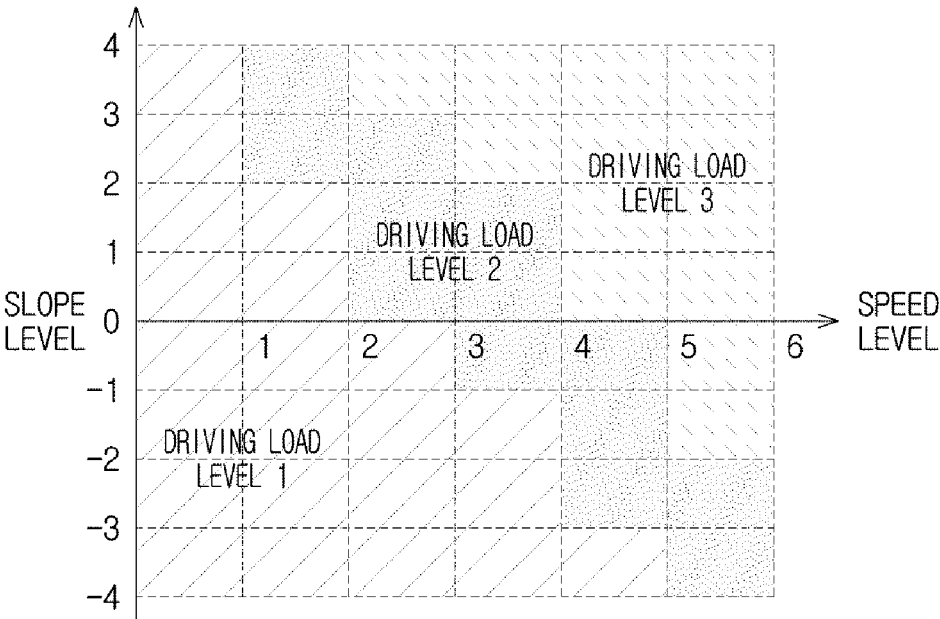 4
3
DRIVING LOAD
LEVEL 3
2
DRIVING LOAD
LEVEL 2
1
SLOPE
LEVEL
0
SPEED
LEVEL
1 2 3 4 5 6
-1
DRIVING LOAD
LEVEL 1
-2
-3
-4